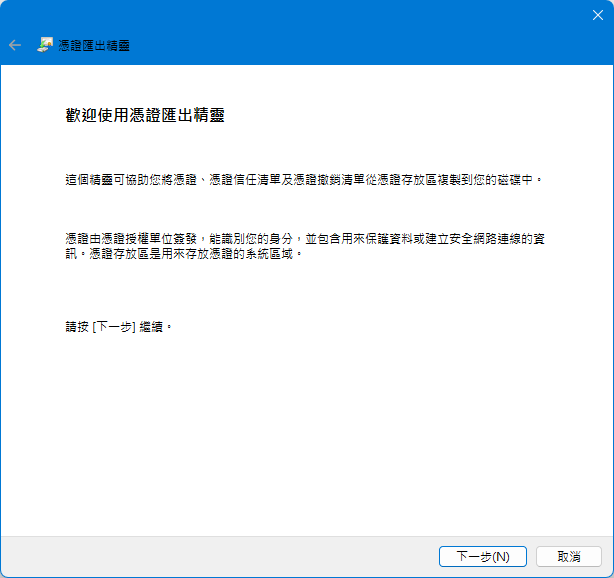 憑證匯出精靈
歡迎使用憑證匯出精靈
這個精靈可協助您將憑證、憑證信任清單及憑證撤銷清單從憑證存放區複製到您的磁碟中。
憑證由憑證授權單位簽發，能識別您的身分，並包含用來保護資料或建立安全網路連線的資
訊。憑證存放區是用來存放憑證的系統區域。
請按 [下一步] 繼續。
下一步(N)
取消